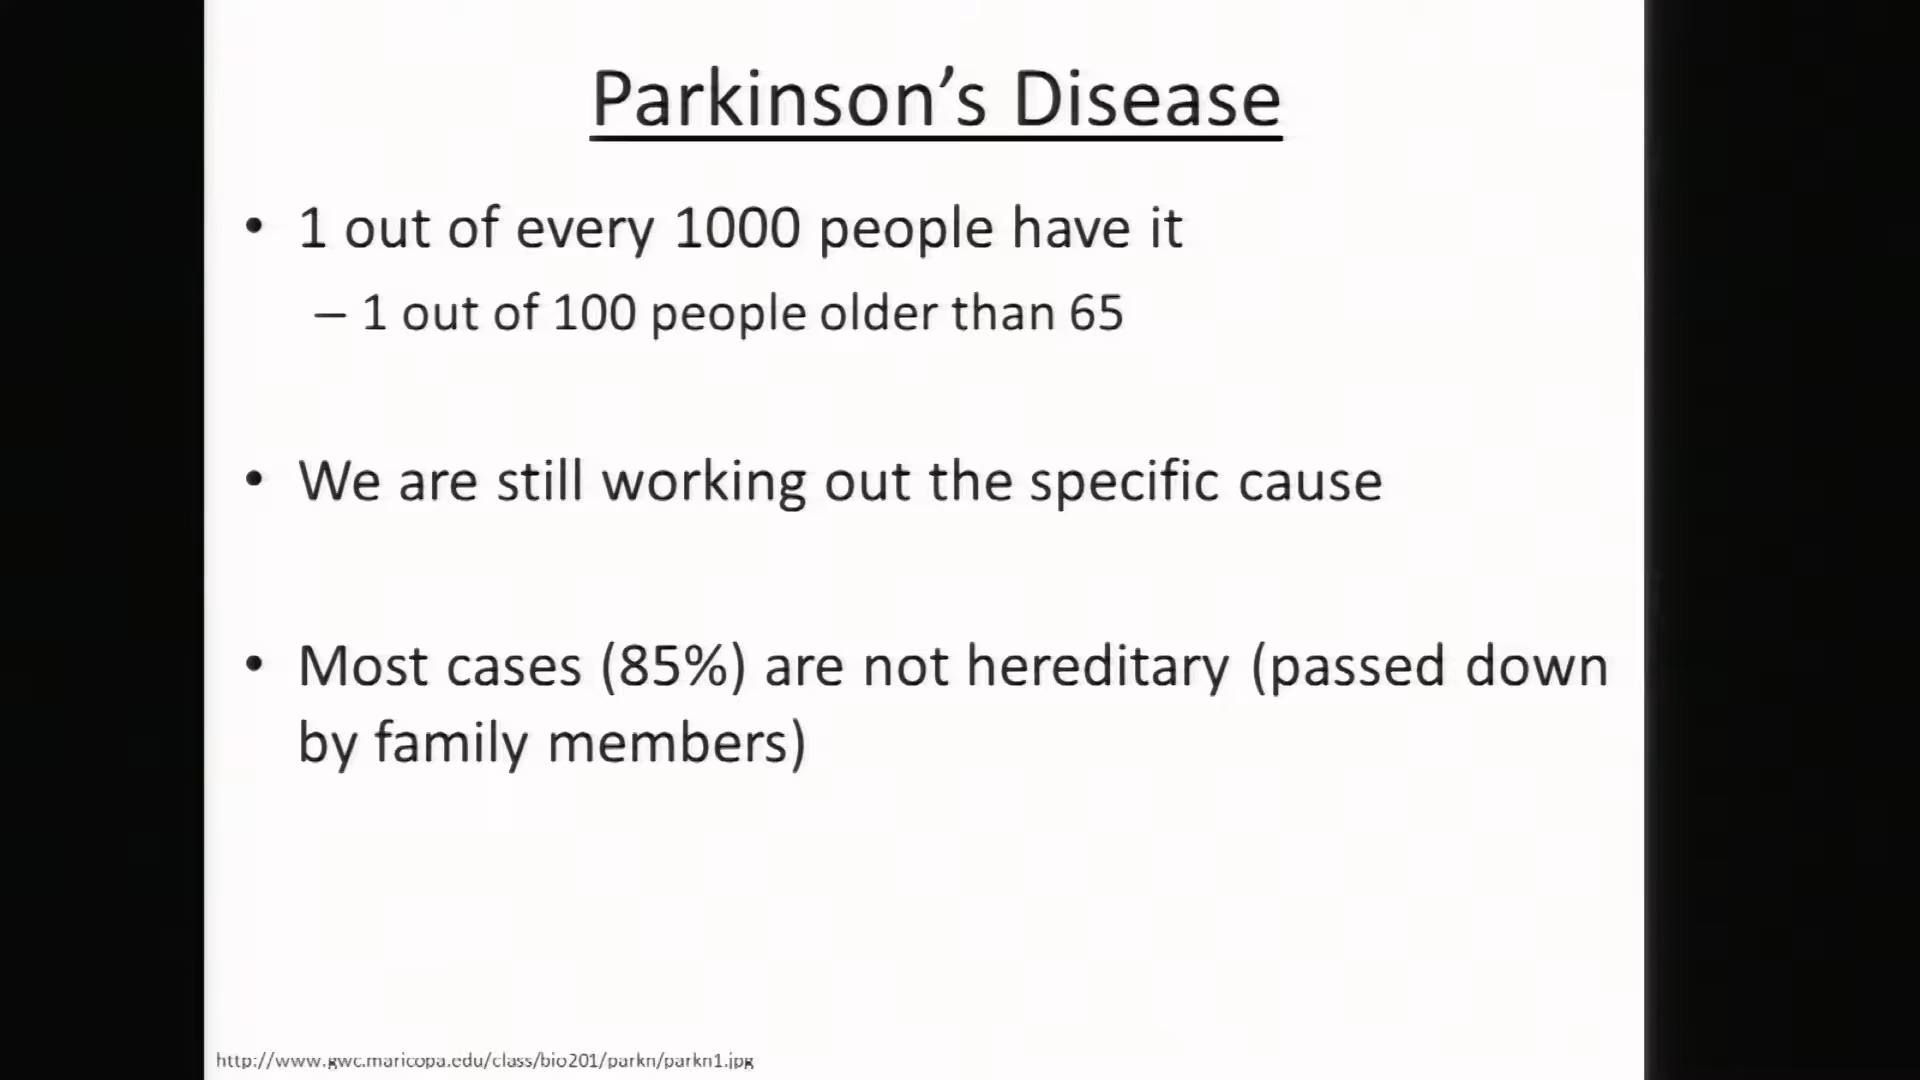 Parkinson’s Disease
• 1 out of every 1000 people have it
– 1 out of 100 people older than 65
• We are still working out the specific cause
• Most cases (85%) are not hereditary (passed down
by family members)
http://www.gwc.maricopa.edu/class/bio201/parkn/parkn1.jpg